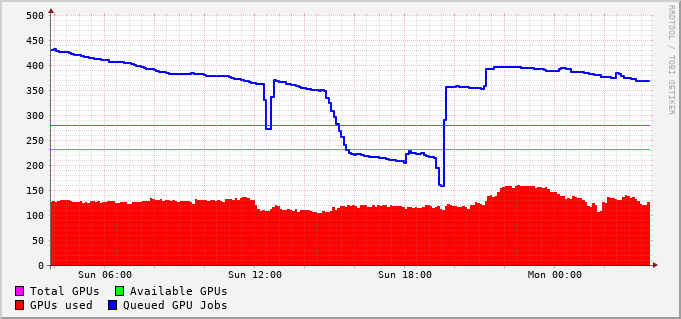 500
450
400
350
300
250
200
150
100
50
0
Sun 06:00 Sun 12:00 Sun 18:00 Mon 00:00
Total GPUs Available GPUs
GPUs used Queued GPU Jobs
RRDTOOL / TOBI OETIKER